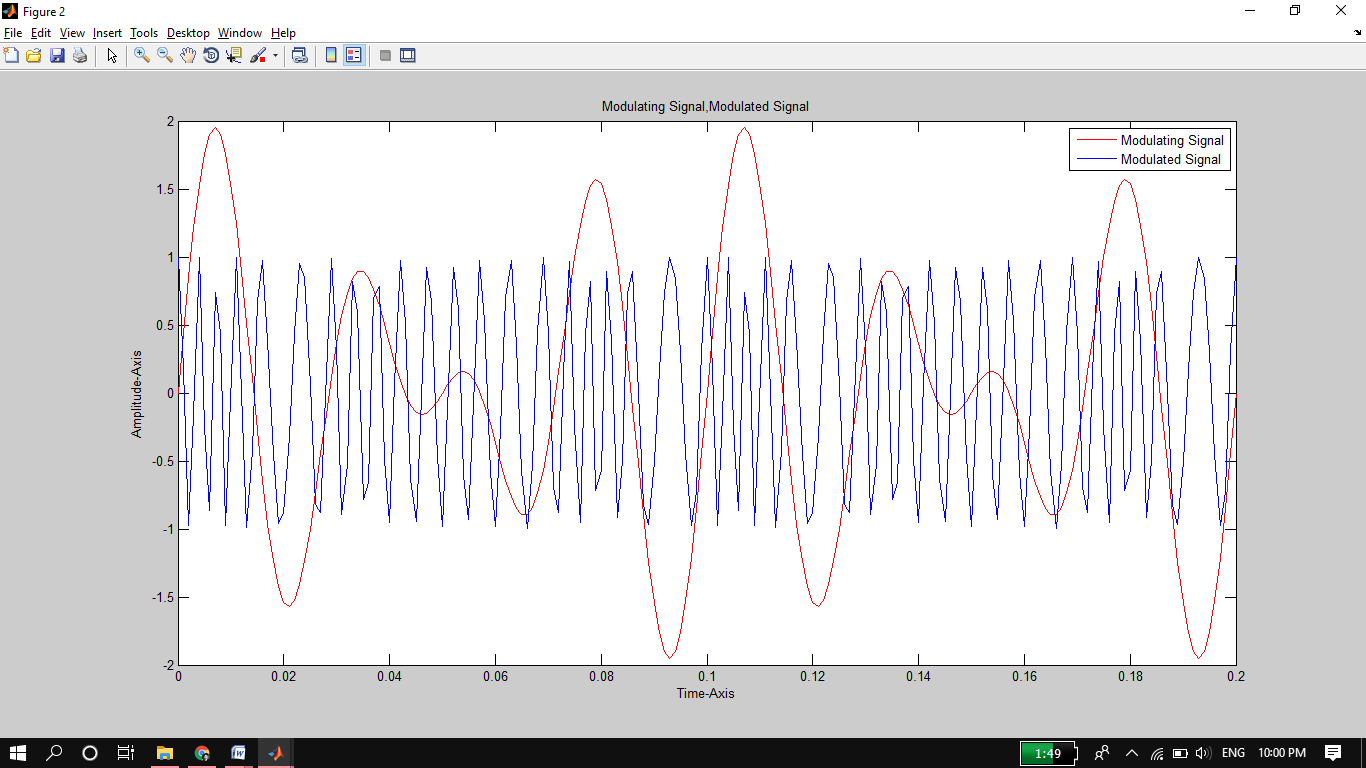 Figure 2
File Edit View Insert Tools Desktop Window Help
Modulating Signal,Modulated Signal
Modulating Signal
Modulated Signal
2
1.5
1
0.5
0
-0.5
-1
-1.5
-2
Amplitude-Axis
0 0.02 0.04 0.06 0.08 0.1 0.12 0.14 0.16 0.18 0.2
Time-Axis
1:49 ENG 10:00 PM